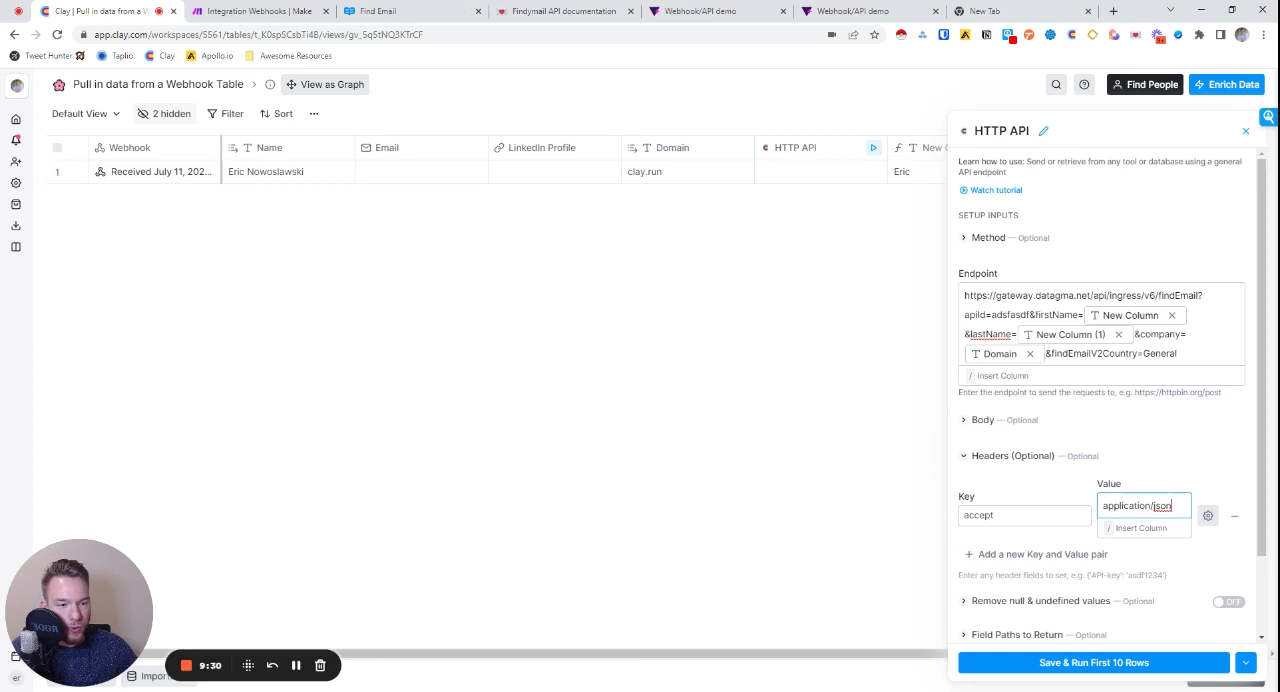 Clay | Pull in data from a W
Integration Webhooks | Make
Find Email
Findymail API documentation
Webhook/API demo
Webhook/API demo
New Tab
app.clay.com/workspaces/5561/tables/t_K0spSCsbTi4B/views/gv_Sq5tNQ3KTrCF
Tweet Hunter
Taplio
Clay
Apollo.io
Awesome Resources
Pull in data from a Webhook Table
View as Graph
Find People
Enrich Data
Default View
2 hidden
Filter
Sort
Webhook
Name
Email
LinkedIn Profile
Domain
HTTP API
New C
1
Received July 11, 202...
Eric Nowoslawski
clay.run
Eric
HTTP API
Learn how to use: Send or retrieve from any tool or database using a general
API endpoint
Watch tutorial
SETUP INPUTS
Method — Optional
Endpoint
https://gateway.datagma.net/api/ingress/v6/findEmail?
apiId=adsfasdf&firstName= New Column
&lastName= New Column (1) &company=
Domain &findEmailV2Country=General
/ Insert Column
Enter the endpoint to send the requests to, e.g. https://httpbin.org/post
Body — Optional
Headers (Optional) — Optional
Value
Key
application/json
accept
/ Insert Column
+ Add a new Key and Value pair
Enter any header fields to set, e.g. {'API-key': 'asdf1234'}
Remove null & undefined values — Optional
OFF
Field Paths to Return — Optional
Save & Run First 10 Rows
RODE
9:30
Import
er